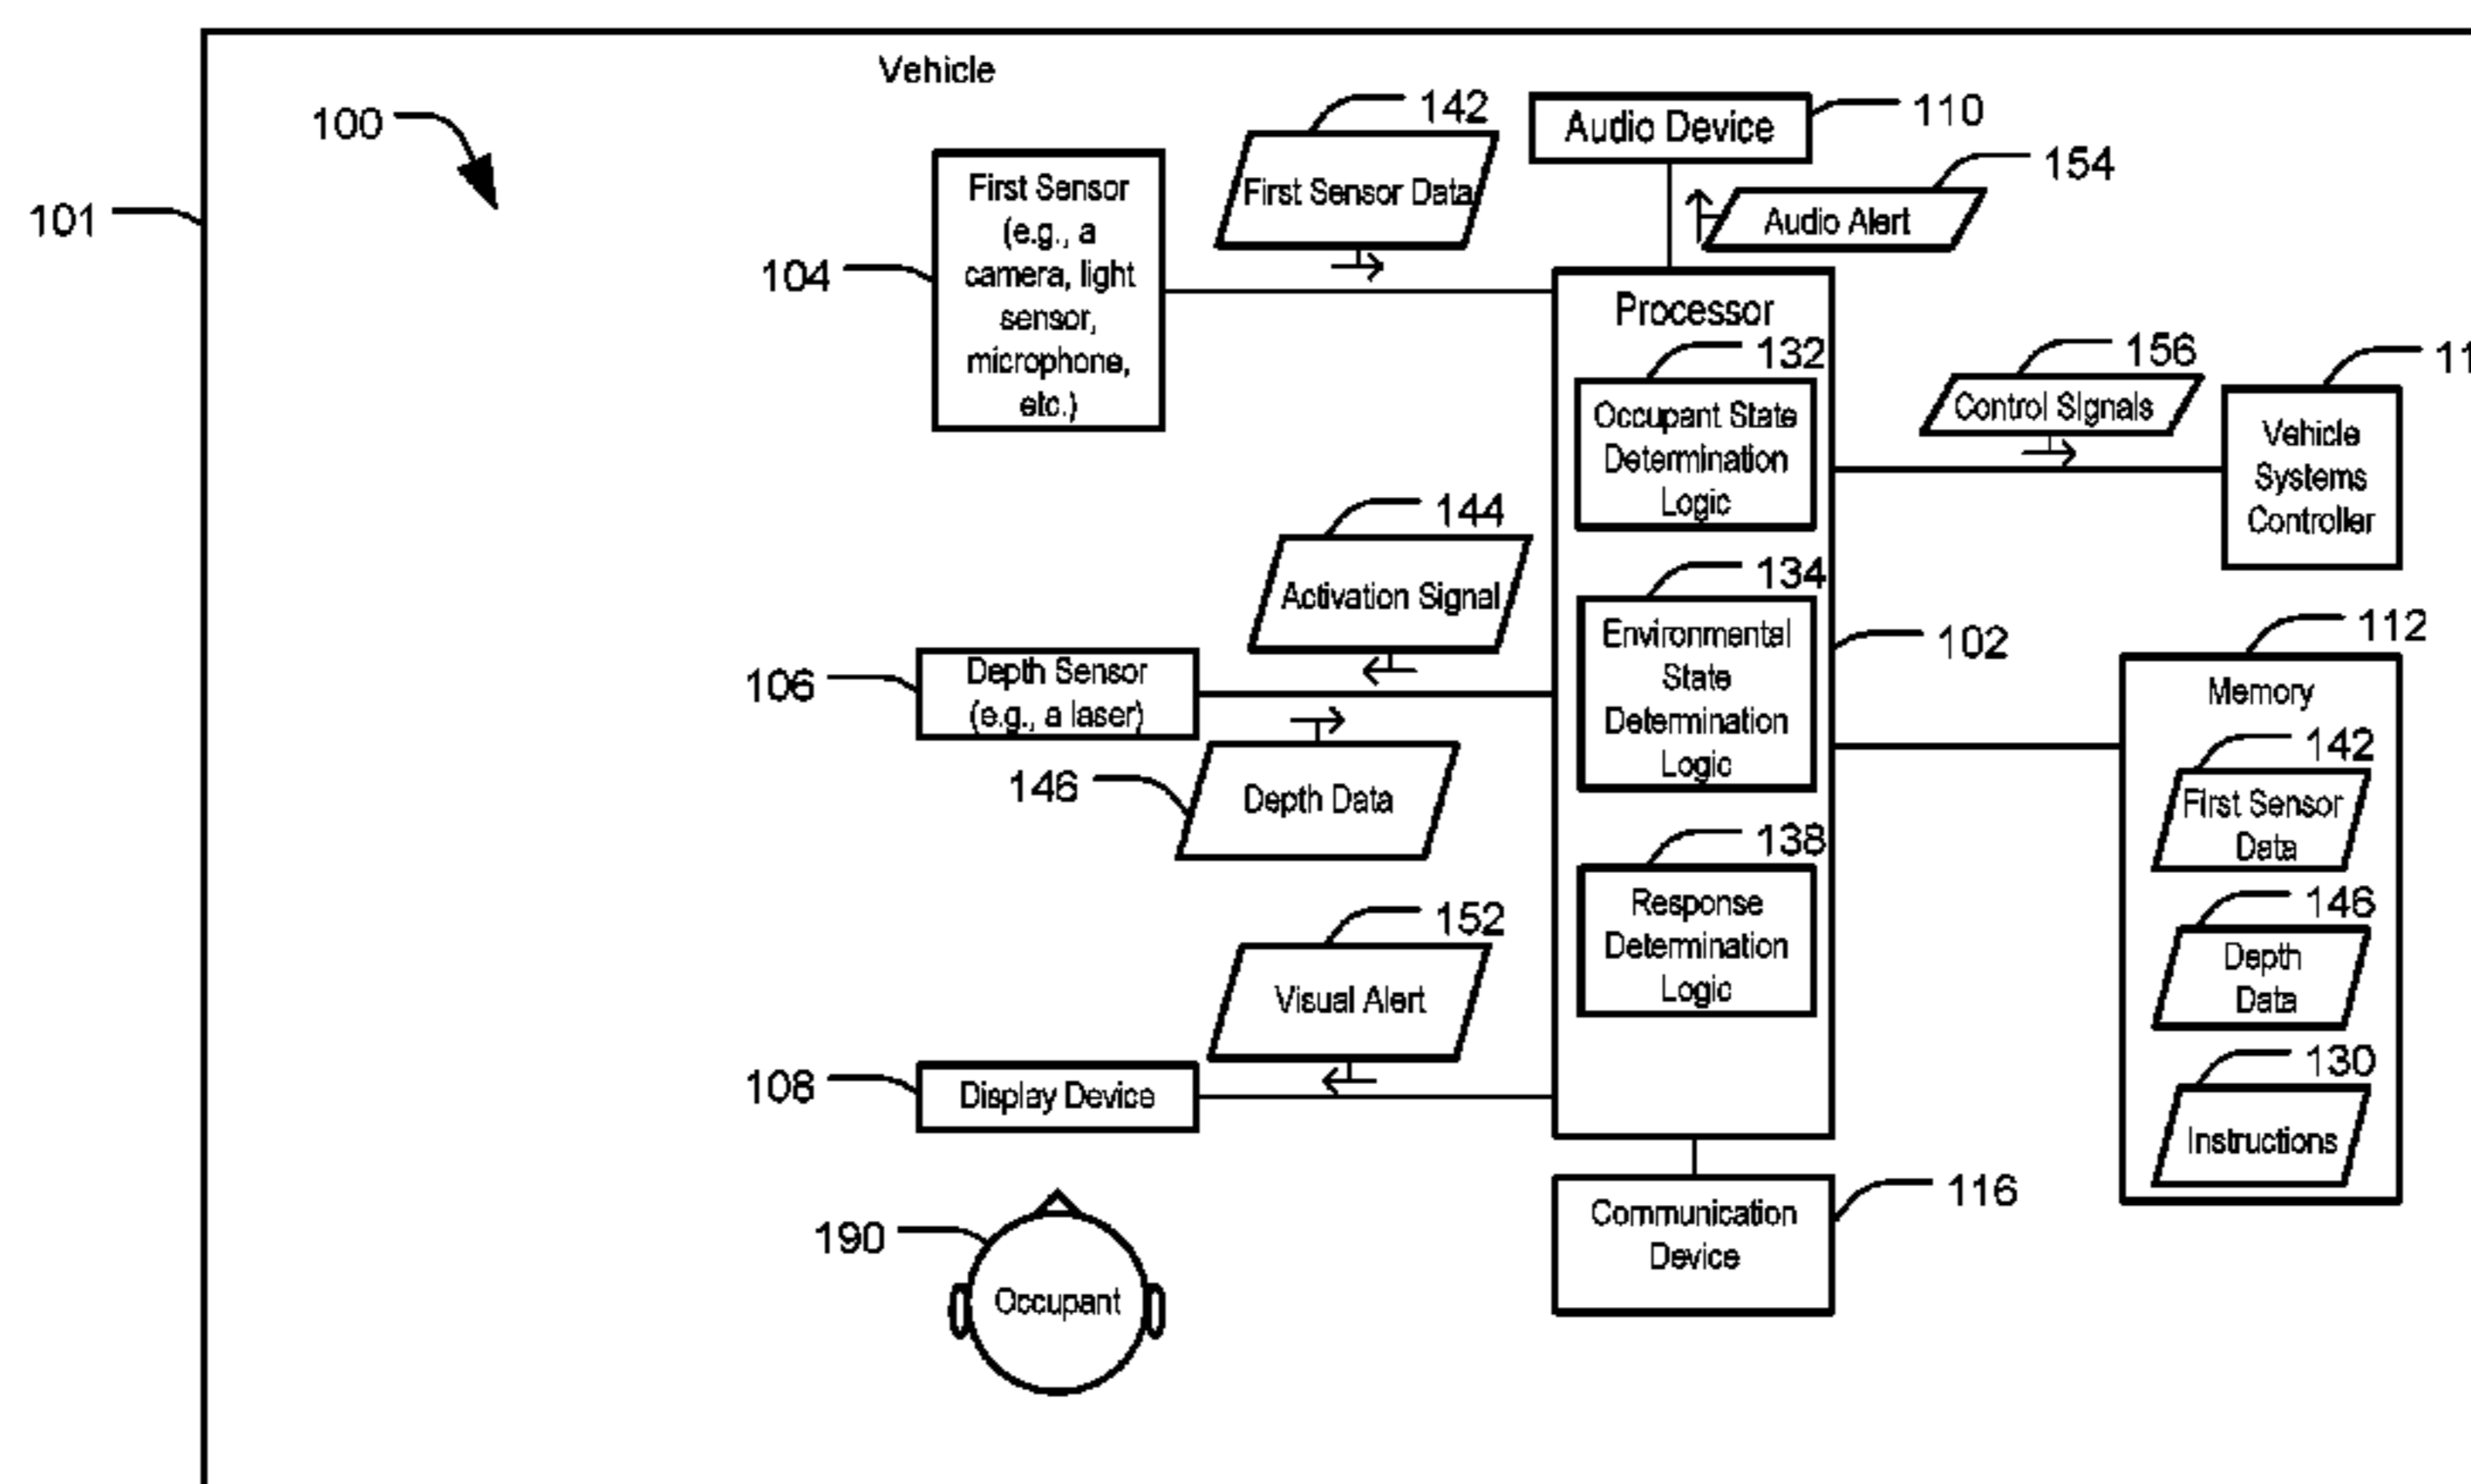 Vehicle
100
101
142
First Sensor Data
Audio Device
110
154
Audio Alert
104
First Sensor
(e.g., a
camera, light
sensor,
microphone,
etc.)
Processor
132
Occupant State
Determination
Logic
156
Control Signals
11
Vehicle
Systems
Controller
144
Activation Signal
134
Environmental
State
Determination
Logic
102
106
Depth Sensor
(e.g., a laser)
146
Depth Data
112
Memory
142
First Sensor
Data
146
Depth
Data
130
Instructions
138
Response
Determination
Logic
152
Visual Alert
108
Display Device
116
Communication
Device
190
Occupant